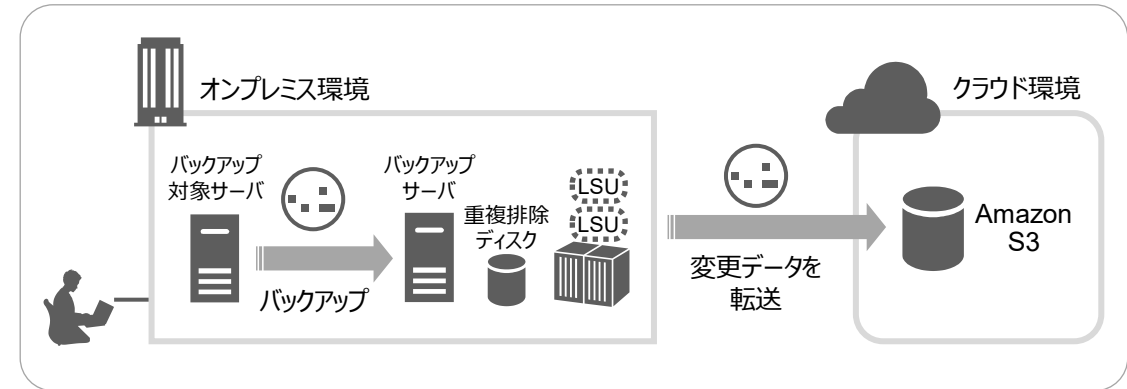 オンプレミス環境
クラウド環境
バックアップ
対象サーバ
バックアップ
サーバ
重複排除
ディスク
LSU
LSU
バックアップ
変更データを
転送
Amazon
S3